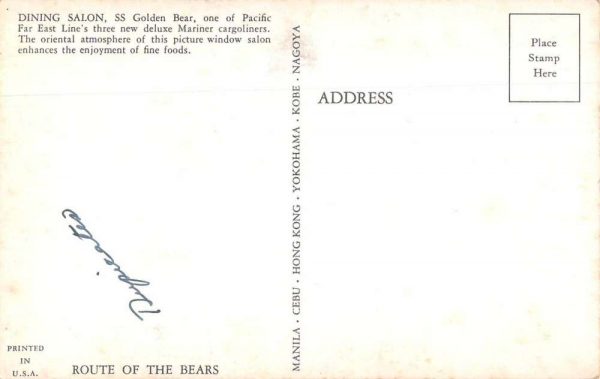 DINING SALON, SS Golden Bear, one of Pacific
Far East Line's three new deluxe Mariner cargoliners.
The oriental atmosphere of this picture window salon
enhances the enjoyment of fine foods.
Place
Stamp
Here
ADDRESS
MANILA · CEBU · HONG KONG · YOKOHAMA · KOBE · NAGOYA
Duplicate
PRINTED
IN
U.S.A.
ROUTE OF THE BEARS